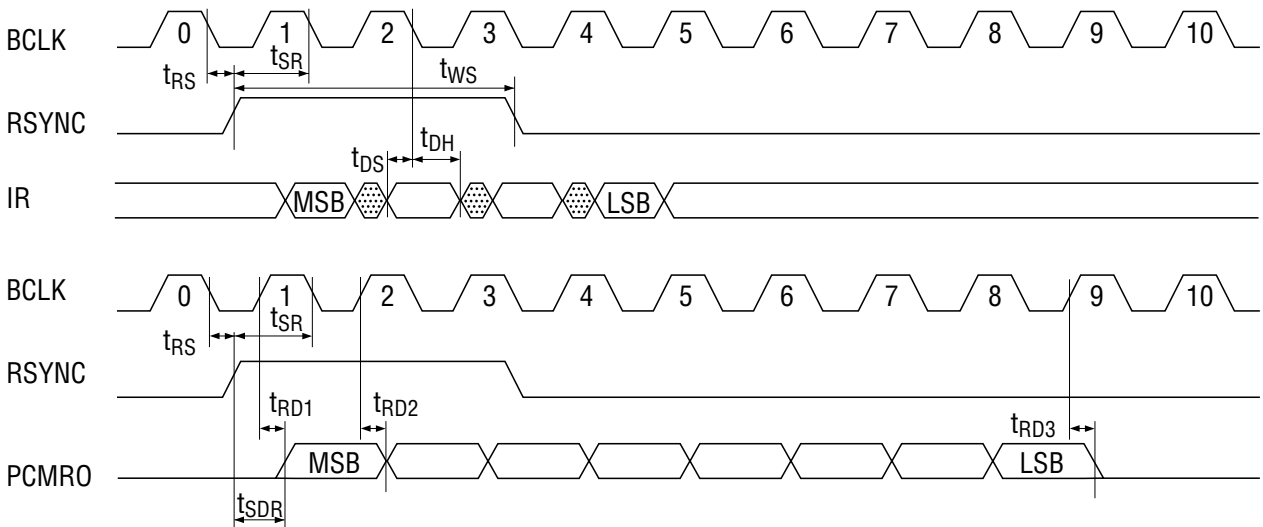 BCLK 0 1 2 3 4 5 6 7 8 9 10
tRS tSR tWS
RSYNC
tDS tDH
IR MSB LSB
BCLK 0 1 2 3 4 5 6 7 8 9 10
tRS tSR
RSYNC
tRD1 tRD2 tRD3
PCMRO MSB LSB
tSDR